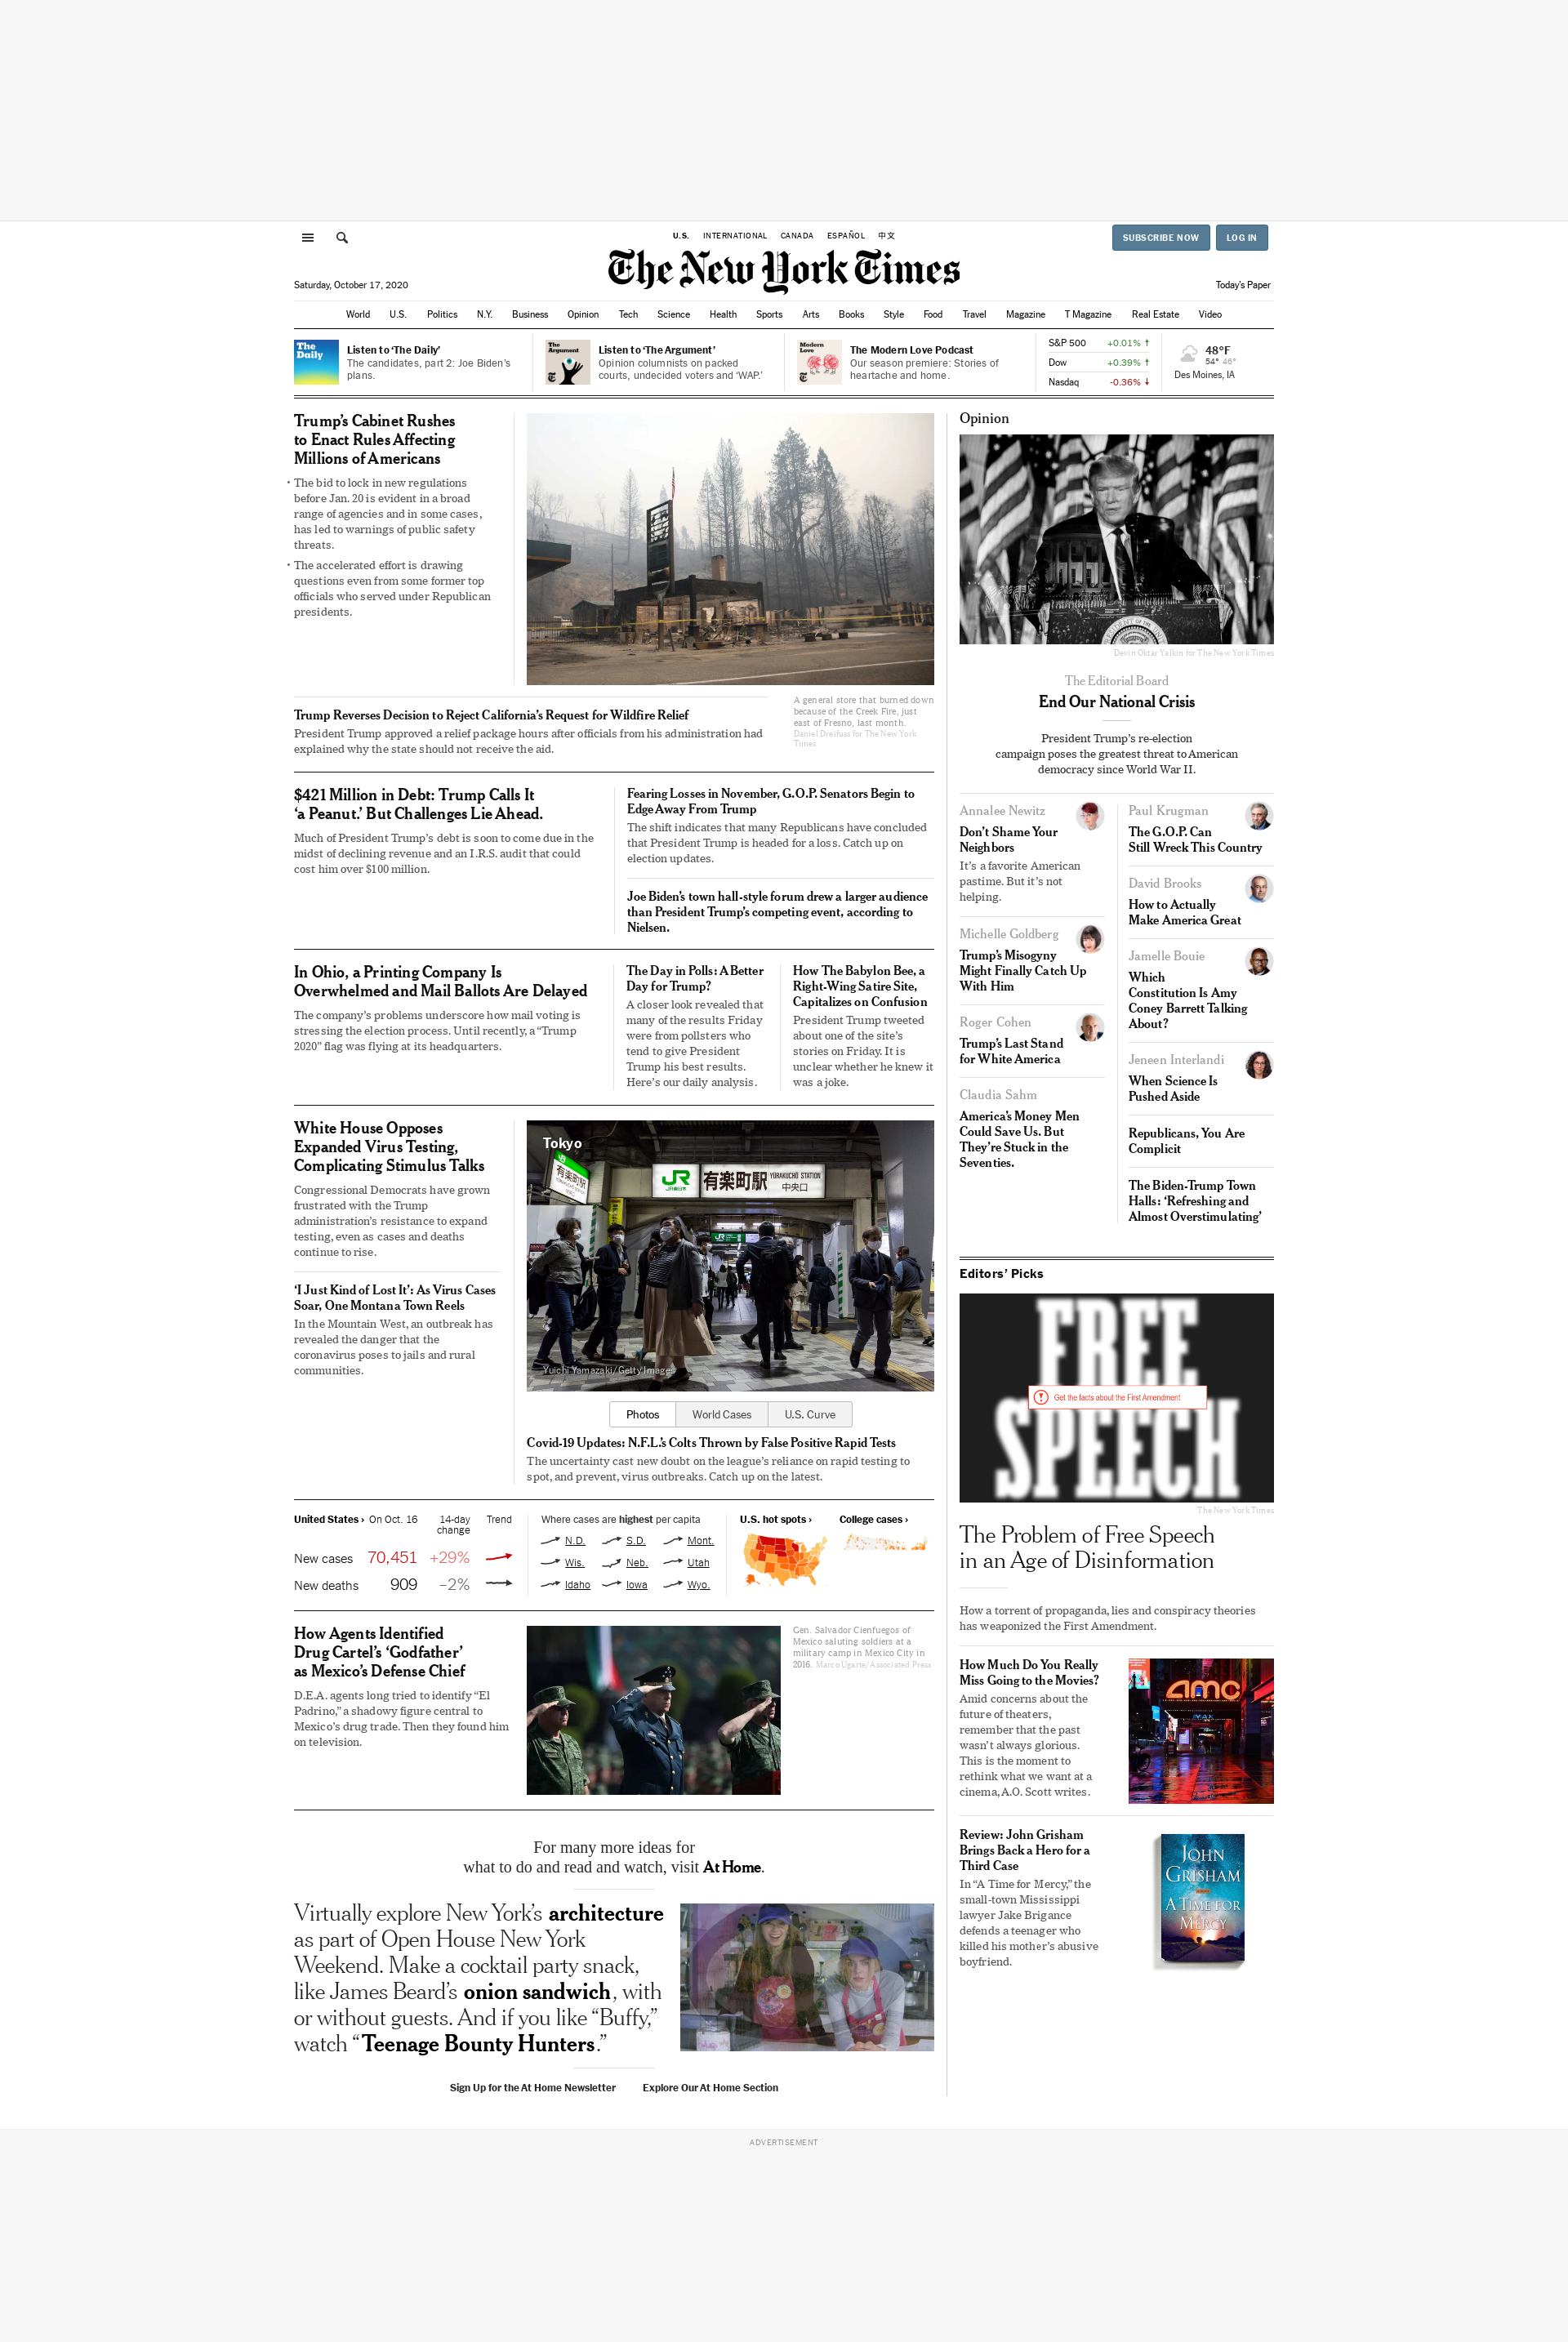 U.S. INTERNATIONAL CANADA ESPAÑOL 中文
SUBSCRIBE NOW LOG IN
The New York Times
Saturday, October 17, 2020
Today's Paper
World U.S. Politics N.Y. Business Opinion Tech Science Health Sports Arts Books Style Food Travel Magazine T Magazine Real Estate Video
The Daily
Listen to ‘The Daily’
The candidates, part 2: Joe Biden’s
plans.
The Argument
Listen to ‘The Argument’
Opinion columnists on packed
courts, undecided voters and ‘WAP.’
Modern Love
The Modern Love Podcast
Our season premiere: Stories of
heartache and home.
S&P 500 +0.01% ↑
Dow +0.39% ↑
Nasdaq -0.36% ↓
48°F
54° 46°
Des Moines, IA
Trump’s Cabinet Rushes
to Enact Rules Affecting
Millions of Americans
• The bid to lock in new regulations
before Jan. 20 is evident in a broad
range of agencies and in some cases,
has led to warnings of public safety
threats.
• The accelerated effort is drawing
questions even from some former top
officials who served under Republican
presidents.
A general store that burned down
because of the Creek Fire, just
east of Fresno, last month.
Daniel Dreifuss for The New York
Times
Trump Reverses Decision to Reject California’s Request for Wildfire Relief
President Trump approved a relief package hours after officials from his administration had
explained why the state should not receive the aid.
$421 Million in Debt: Trump Calls It
‘a Peanut.’ But Challenges Lie Ahead.
Much of President Trump’s debt is soon to come due in the
midst of declining revenue and an I.R.S. audit that could
cost him over $100 million.
Fearing Losses in November, G.O.P. Senators Begin to
Edge Away From Trump
The shift indicates that many Republicans have concluded
that President Trump is headed for a loss. Catch up on
election updates.
Joe Biden’s town hall-style forum drew a larger audience
than President Trump’s competing event, according to
Nielsen.
In Ohio, a Printing Company Is
Overwhelmed and Mail Ballots Are Delayed
The company’s problems underscore how mail voting is
stressing the election process. Until recently, a “Trump
2020” flag was flying at its headquarters.
The Day in Polls: A Better
Day for Trump?
A closer look revealed that
many of the results Friday
were from pollsters who
tend to give President
Trump his best results.
Here’s our daily analysis.
How The Babylon Bee, a
Right-Wing Satire Site,
Capitalizes on Confusion
President Trump tweeted
about one of the site’s
stories on Friday. It is
unclear whether he knew it
was a joke.
White House Opposes
Expanded Virus Testing,
Complicating Stimulus Talks
Congressional Democrats have grown
frustrated with the Trump
administration’s resistance to expand
testing, even as cases and deaths
continue to rise.
‘I Just Kind of Lost It’: As Virus Cases
Soar, One Montana Town Reels
In the Mountain West, an outbreak has
revealed the danger that the
coronavirus poses to jails and rural
communities.
Tokyo
有楽町駅
JR 有楽町駅 YURAKUCHO STATION
中央口
Yuichi Yamazaki/Getty Images
Photos World Cases U.S. Curve
Covid-19 Updates: N.F.L.’s Colts Thrown by False Positive Rapid Tests
The uncertainty cast new doubt on the league’s reliance on rapid testing to
spot, and prevent, virus outbreaks. Catch up on the latest.
United States › On Oct. 16 14-day change Trend
New cases 70,451 +29%
New deaths 909 –2%
Where cases are highest per capita
N.D. S.D. Mont.
Wis. Neb. Utah
Idaho Iowa Wyo.
U.S. hot spots ›
College cases ›
How Agents Identified
Drug Cartel’s ‘Godfather’
as Mexico’s Defense Chief
D.E.A. agents long tried to identify “El
Padrino,” a shadowy figure central to
Mexico’s drug trade. Then they found him
on television.
Gen. Salvador Cienfuegos of
Mexico saluting soldiers at a
military camp in Mexico City in
2016. Marco Ugarte/Associated Press
For many more ideas for
what to do and read and watch, visit At Home.
Virtually explore New York’s architecture
as part of Open House New York
Weekend. Make a cocktail party snack,
like James Beard’s onion sandwich, with
or without guests. And if you like “Buffy,”
watch “Teenage Bounty Hunters.”
Sign Up for the At Home Newsletter Explore Our At Home Section
Opinion
Devin Oktar Yalkin for The New York Times
The Editorial Board
End Our National Crisis
President Trump’s re-election
campaign poses the greatest threat to American
democracy since World War II.
Annalee Newitz
Don’t Shame Your
Neighbors
It’s a favorite American
pastime. But it’s not
helping.
Michelle Goldberg
Trump’s Misogyny
Might Finally Catch Up
With Him
Roger Cohen
Trump’s Last Stand
for White America
Claudia Sahm
America’s Money Men
Could Save Us. But
They’re Stuck in the
Seventies.
Paul Krugman
The G.O.P. Can
Still Wreck This Country
David Brooks
How to Actually
Make America Great
Jamelle Bouie
Which
Constitution Is Amy
Coney Barrett Talking
About?
Jeneen Interlandi
When Science Is
Pushed Aside
Republicans, You Are
Complicit
The Biden-Trump Town
Halls: ‘Refreshing and
Almost Overstimulating’
Editors’ Picks
FREE
Get the facts about the First Amendment
SPEECH
The New York Times
The Problem of Free Speech
in an Age of Disinformation
How a torrent of propaganda, lies and conspiracy theories
has weaponized the First Amendment.
How Much Do You Really
Miss Going to the Movies?
Amid concerns about the
future of theaters,
remember that the past
wasn’t always glorious.
This is the moment to
rethink what we want at a
cinema, A.O. Scott writes.
amc
IMAX
Review: John Grisham
Brings Back a Hero for a
Third Case
In “A Time for Mercy,” the
small-town Mississippi
lawyer Jake Brigance
defends a teenager who
killed his mother’s abusive
boyfriend.
JOHN
GRISHAM
A TIME FOR
MERCY
ADVERTISEMENT